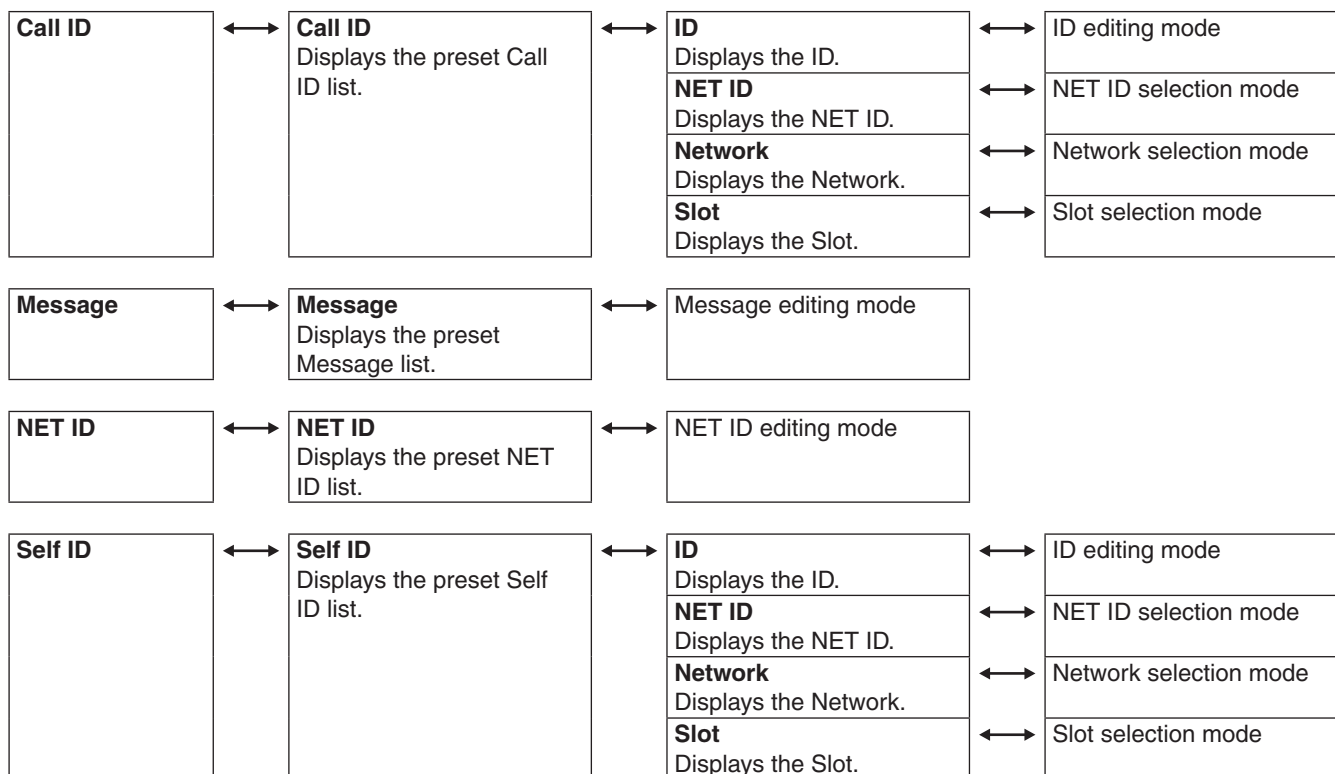 Call ID
Call ID
Displays the preset Call
ID list.
ID
Displays the ID.
ID editing mode
NET ID
Displays the NET ID.
NET ID selection mode
Network
Displays the Network.
Network selection mode
Slot
Displays the Slot.
Slot selection mode
Message
Message
Displays the preset
Message list.
Message editing mode
NET ID
NET ID
Displays the preset NET
ID list.
NET ID editing mode
Self ID
Self ID
Displays the preset Self
ID list.
ID
Displays the ID.
ID editing mode
NET ID
Displays the NET ID.
NET ID selection mode
Network
Displays the Network.
Network selection mode
Slot
Displays the Slot.
Slot selection mode